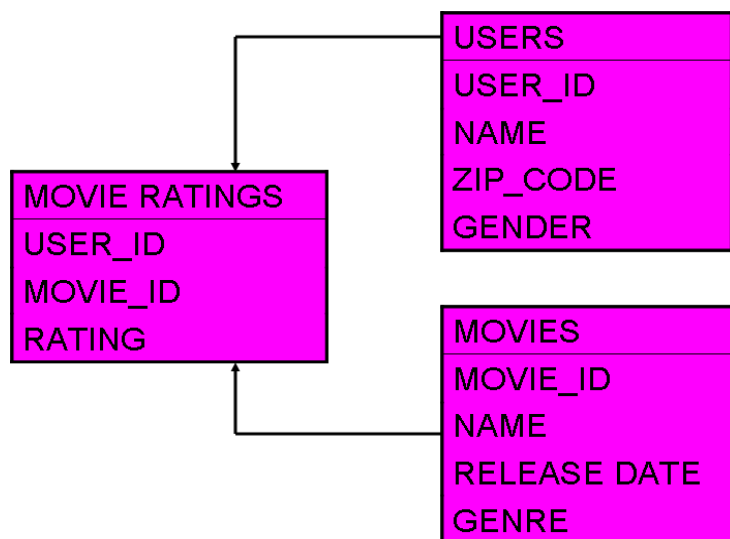 USERS
USER_ID
NAME
ZIP_CODE
GENDER
MOVIE RATINGS
USER_ID
MOVIE_ID
RATING
MOVIES
MOVIE_ID
NAME
RELEASE DATE
GENRE